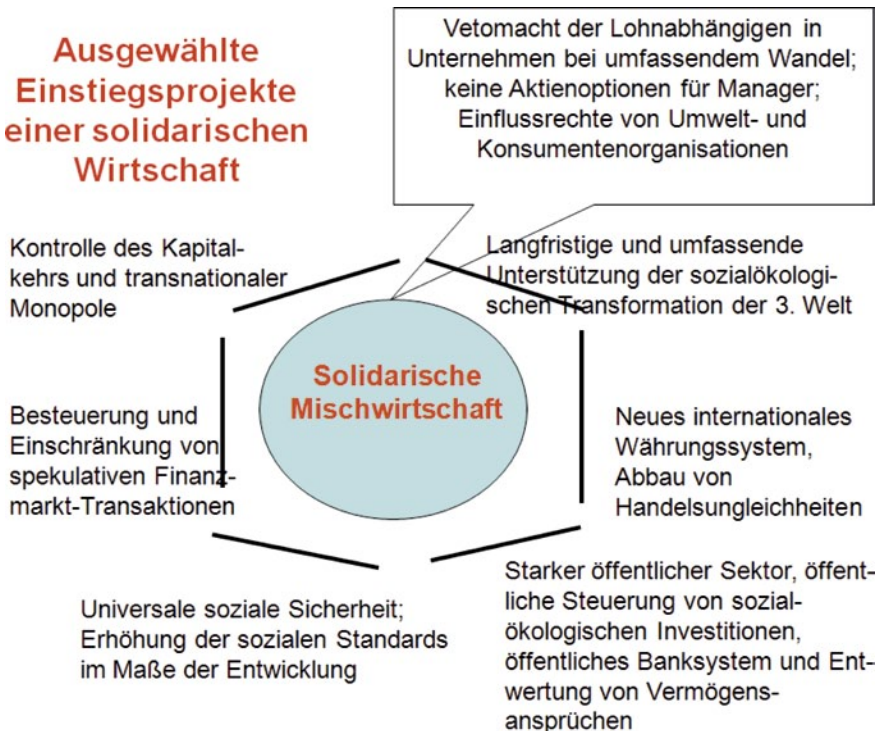 Ausgewählte
Einstiegsprojekte
einer solidarischen
Wirtschaft
Vetomacht der Lohnabhängigen in
Unternehmen bei umfassendem Wandel;
keine Aktienoptionen für Manager;
Einflussrechte von Umwelt- und
Konsumentenorganisationen
Kontrolle des Kapital-
kehrs und transnationaler
Monopole
Langfristige und umfassende
Unterstützung der sozialökologi-
schen Transformation der 3. Welt
Solidarische
Mischwirtschaft
Besteuerung und
Einschränkung von
spekulativen Finanz-
markt-Transaktionen
Neues internationales
Währungssystem,
Abbau von
Handelsungleichheiten
Universale soziale Sicherheit;
Erhöhung der sozialen Standards
im Maße der Entwicklung
Starker öffentlicher Sektor, öffent-
liche Steuerung von sozial-
ökologischen Investitionen,
öffentliches Banksystem und Ent-
wertung von Vermögens-
ansprüchen